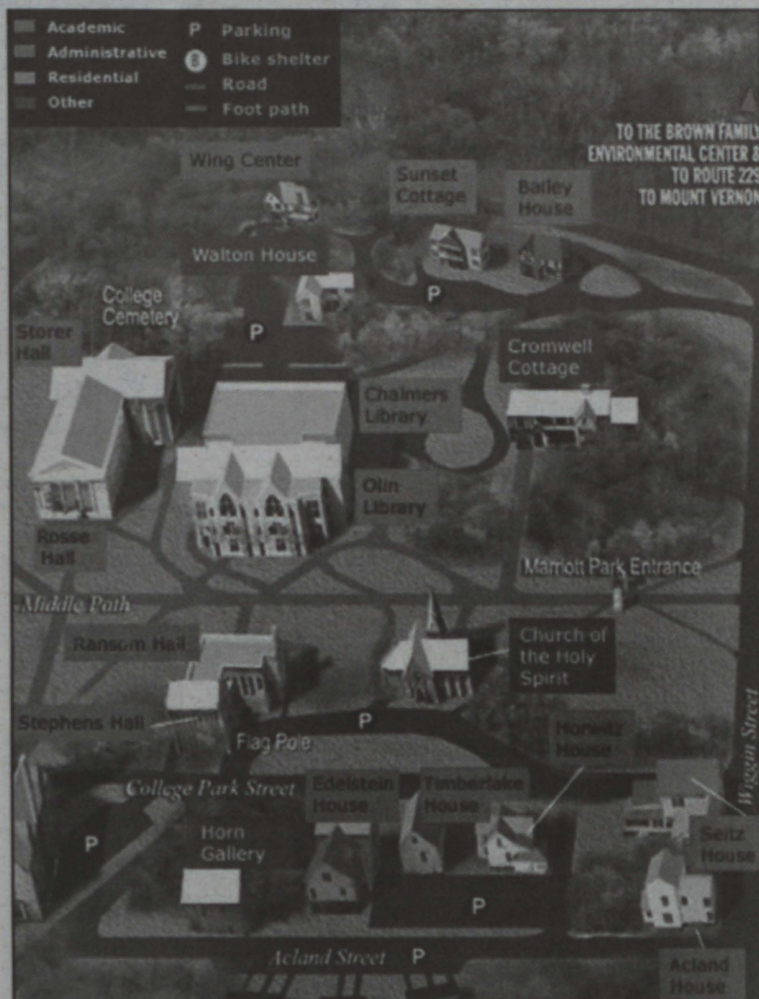 Academic
Administrative
Residential
Other
P Parking
B Bike shelter
Road
Foot path
TO THE BROWN FAMILY
ENVIRONMENTAL CENTER &
TO ROUTE 229
TO MOUNT VERNON
Wing Center
Sunset
Cottage
Bailey
House
Walton House
College
Cemetery
P
P
Storer
Hall
Cromwell
Cottage
Chalmers
Library
Olin
Library
Rosse
Hall
Marriott Park Entrance
Middle Path
Ransom Hall
Church of
the Holy
Spirit
Stephens Hall
P
Flag Pole
Horwitz
House
Wiggin Street
College Park Street
Edelstein
House
Timberlake
House
Horn
Gallery
Seitz
House
P
P
Acland Street
P
Acland
House